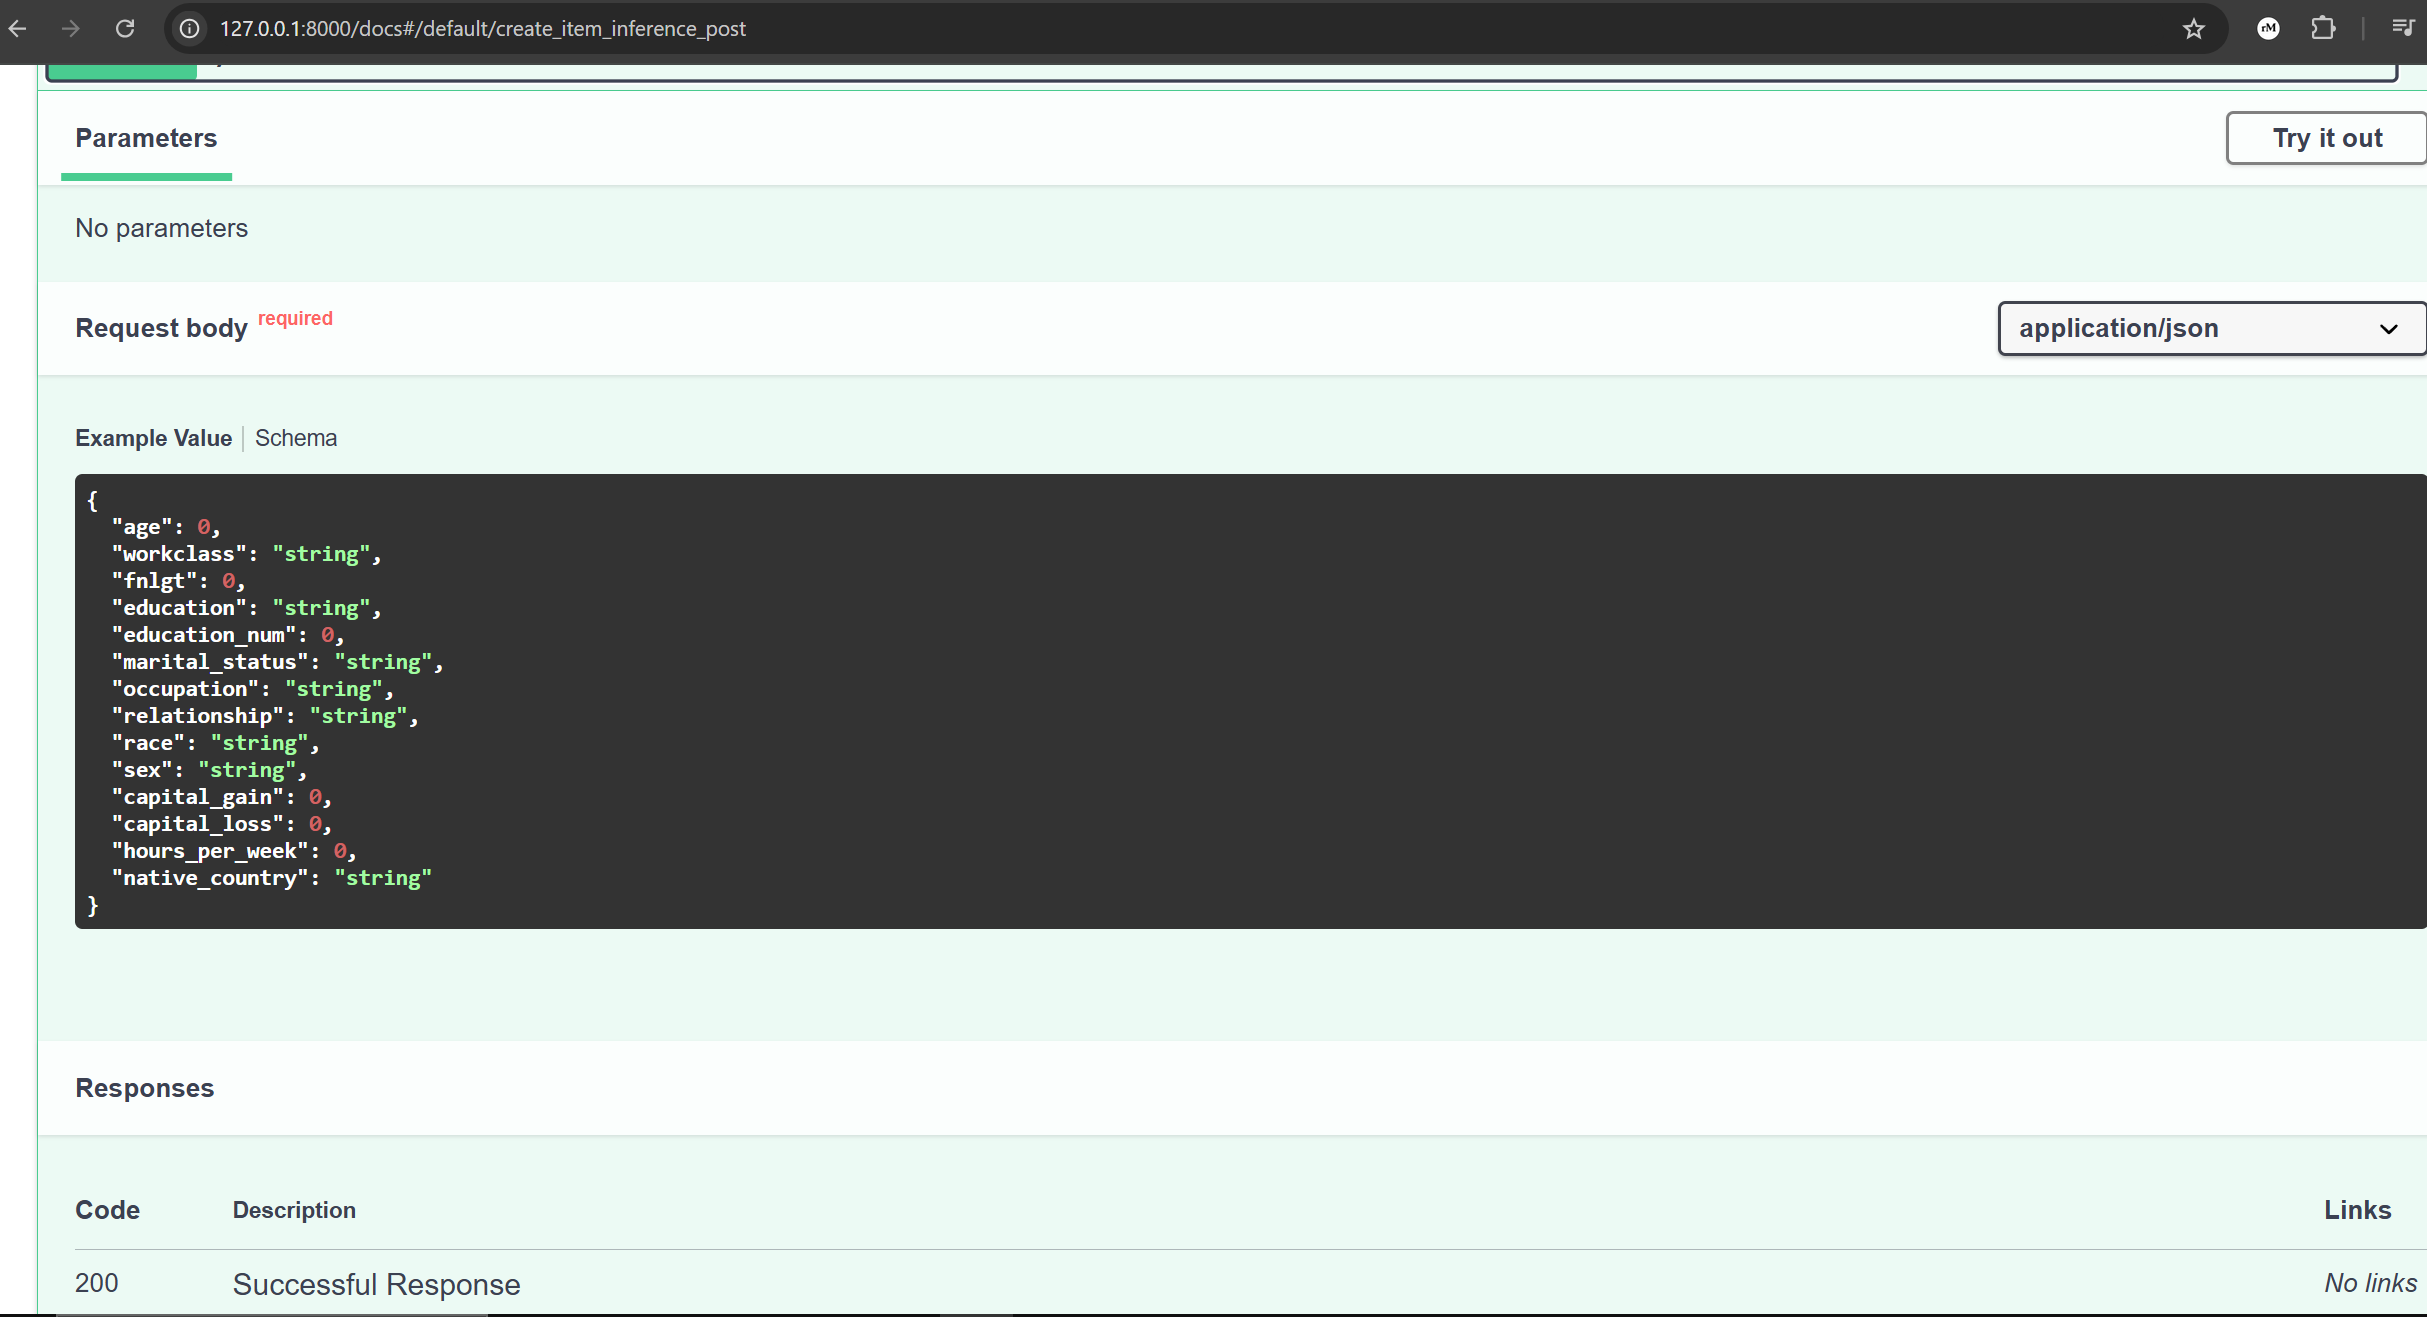 127.0.0.1:8000/docs#/default/create_item_inference_post
rM
Parameters
Try it out
No parameters
Request body required
application/json
Example Value | Schema
{
  "age": 0,
  "workclass": "string",
  "fnlgt": 0,
  "education": "string",
  "education_num": 0,
  "marital_status": "string",
  "occupation": "string",
  "relationship": "string",
  "race": "string",
  "sex": "string",
  "capital_gain": 0,
  "capital_loss": 0,
  "hours_per_week": 0,
  "native_country": "string"
}
Responses
Code Description Links
200 Successful Response No links